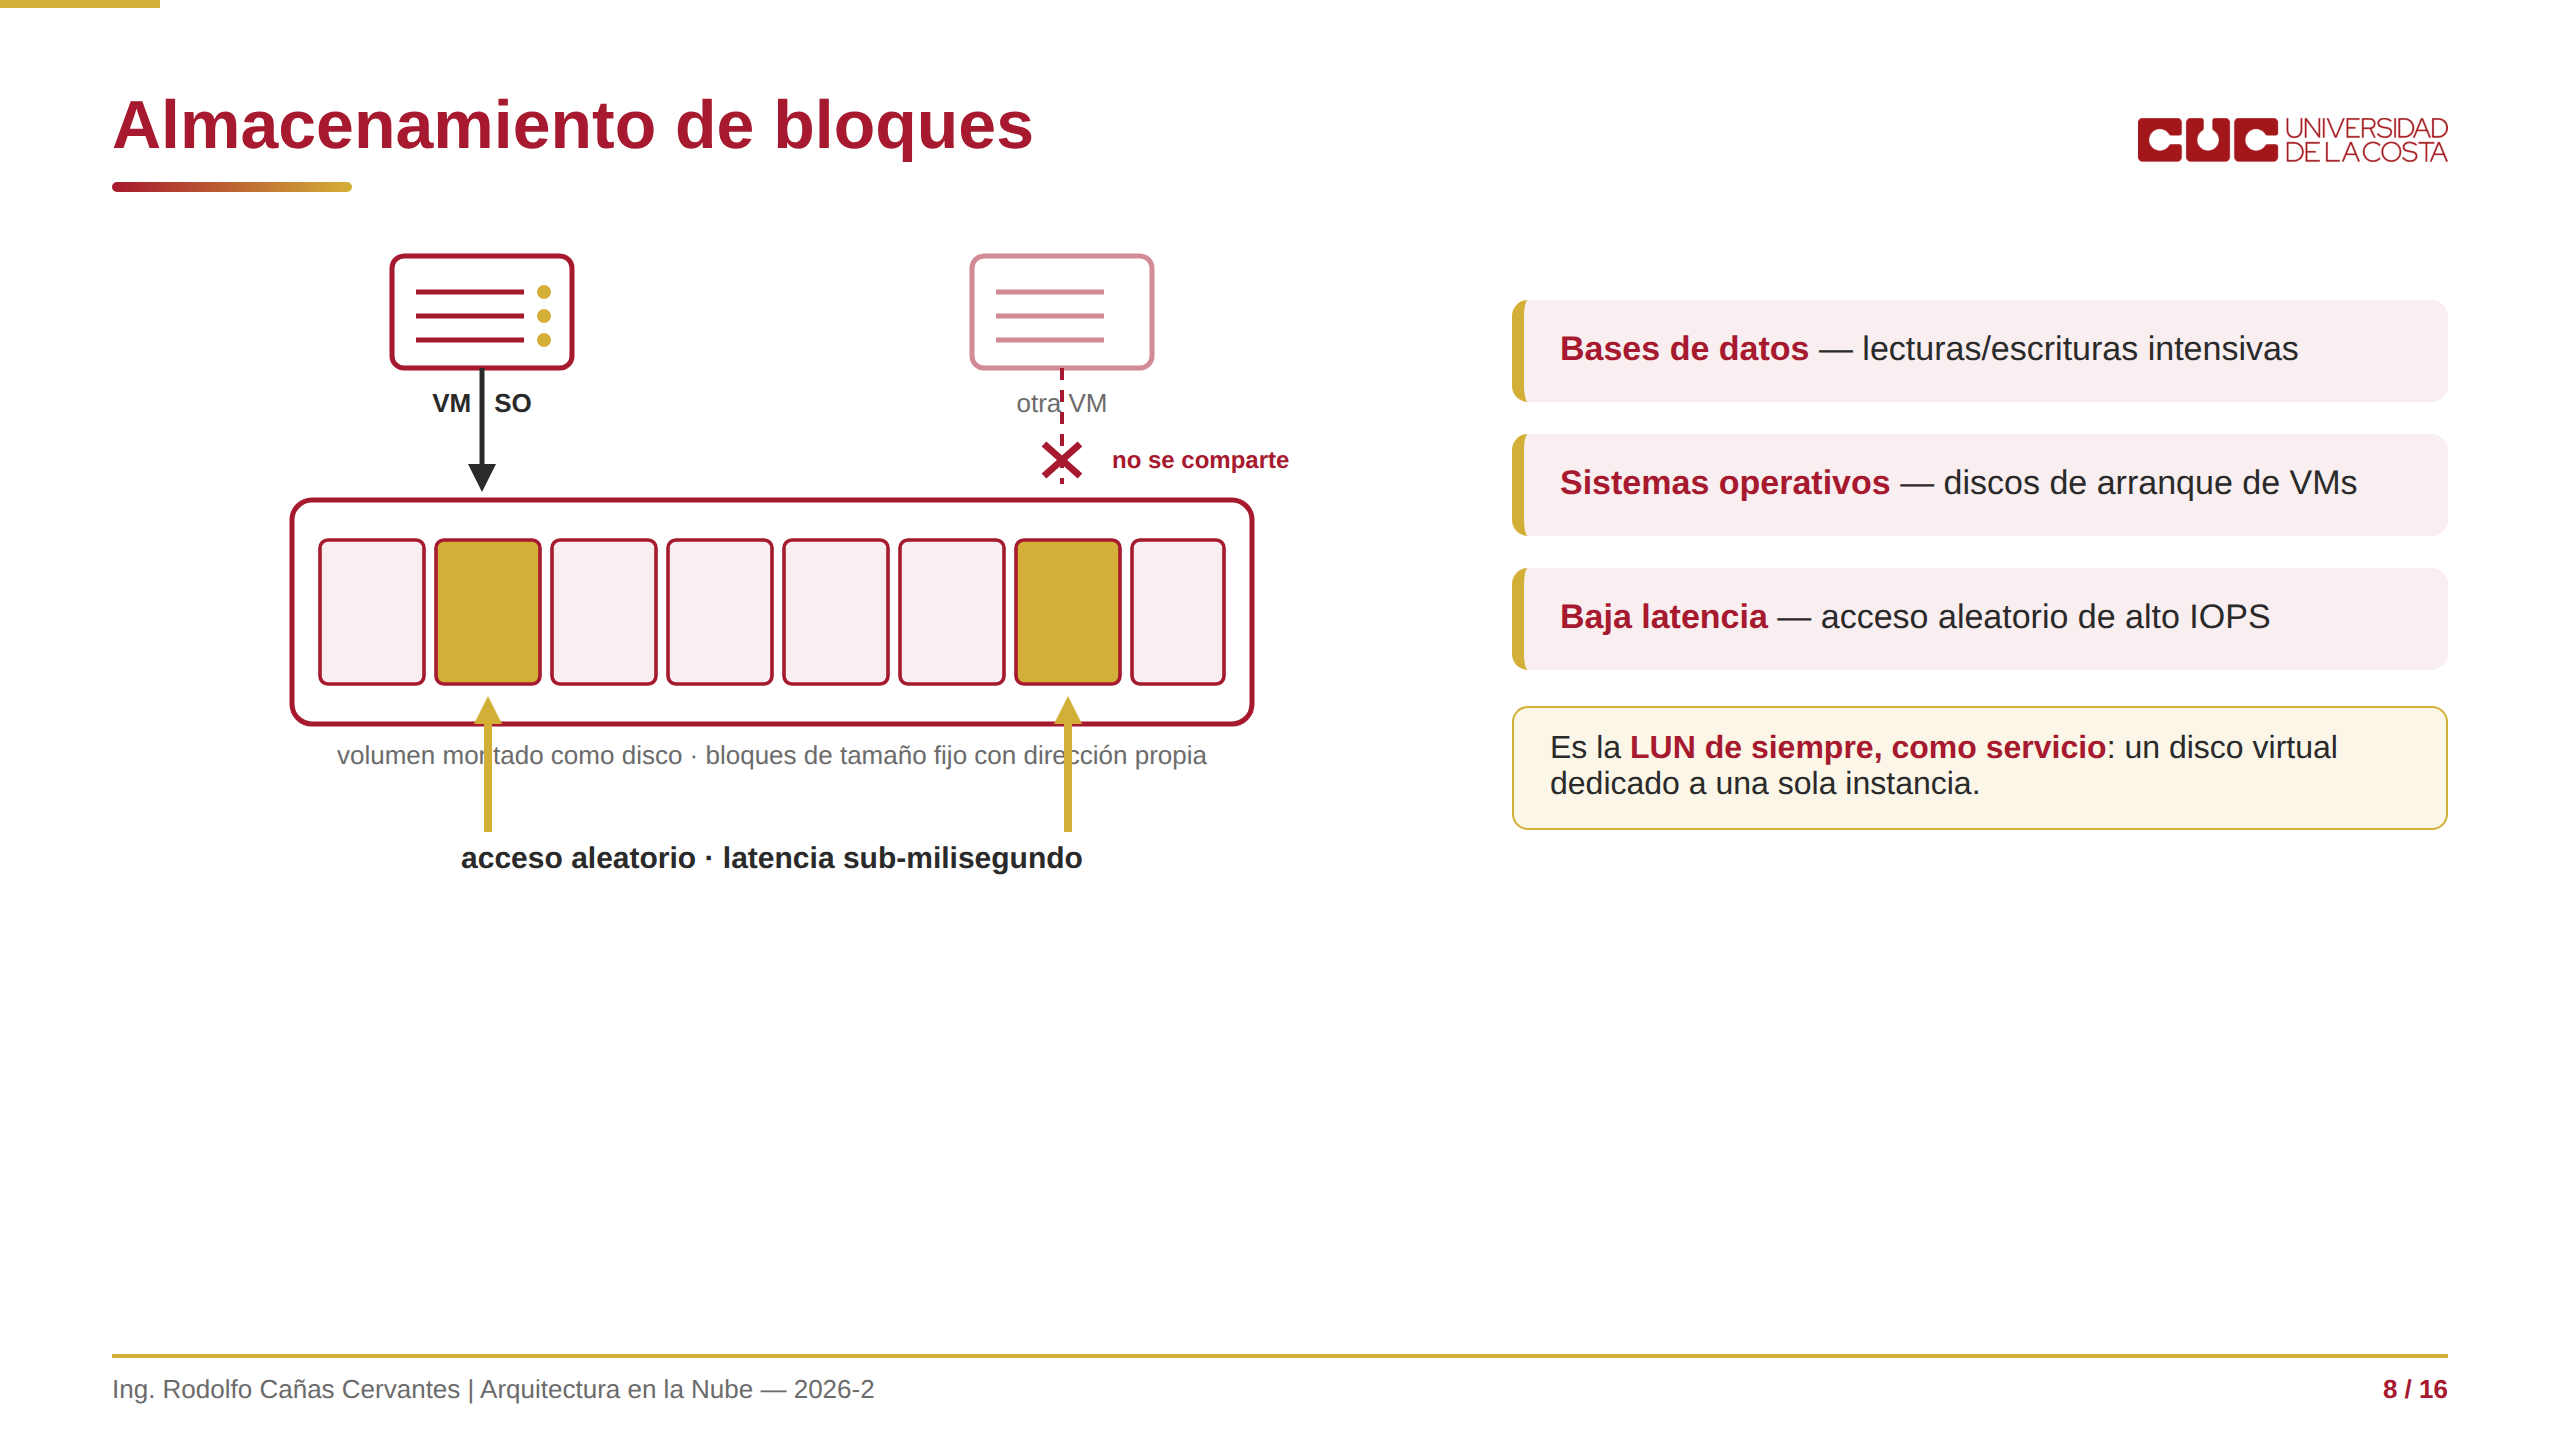 Almacenamiento de bloques
CUC UNIVERSIDAD
DE LA COSTA
VM SO
otra VM
no se comparte
volumen montado como disco · bloques de tamaño fijo con dirección propia
acceso aleatorio · latencia sub-milisegundo
Bases de datos — lecturas/escrituras intensivas
Sistemas operativos — discos de arranque de VMs
Baja latencia — acceso aleatorio de alto IOPS
Es la LUN de siempre, como servicio: un disco virtual
dedicado a una sola instancia.
Ing. Rodolfo Cañas Cervantes | Arquitectura en la Nube — 2026-2
8 / 16